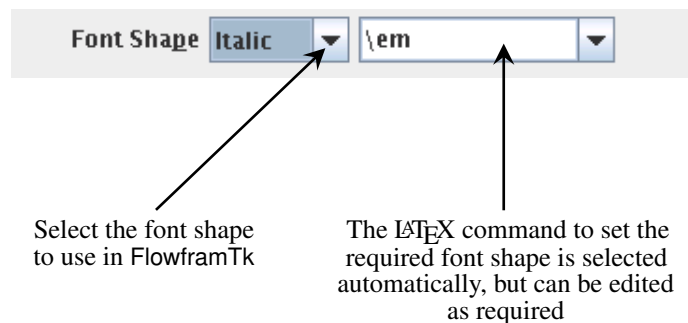 Font Shape Italic \em
Select the font shape
to use in FlowframTk
The LATEX command to set the
required font shape is selected
automatically, but can be edited
as required